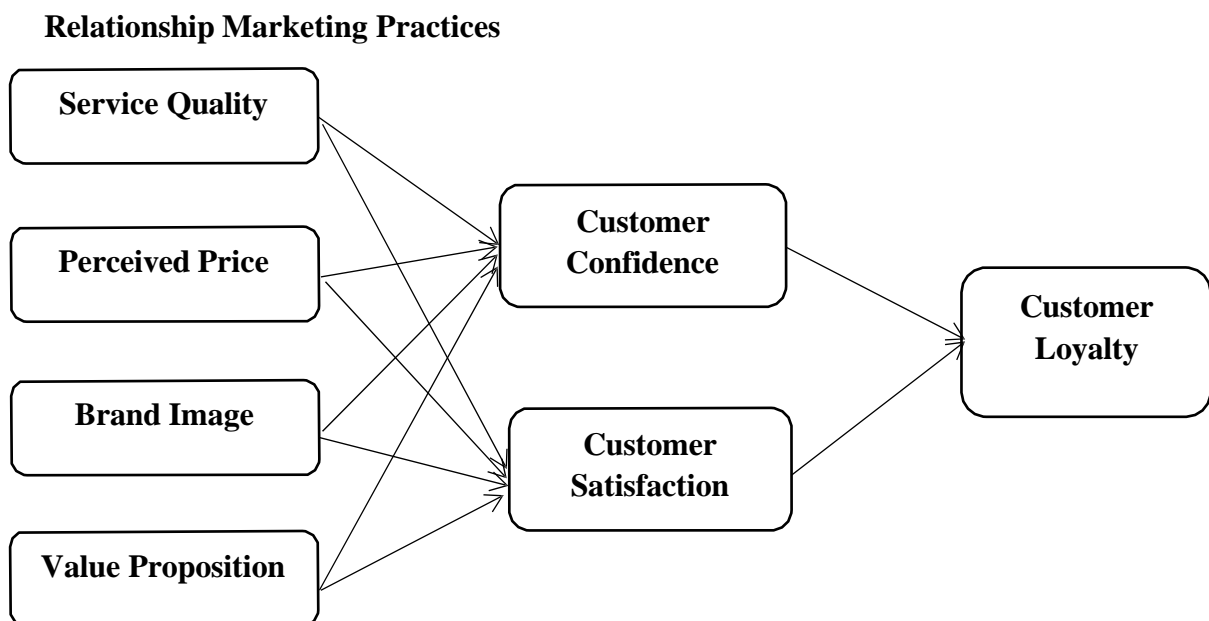 Relationship Marketing Practices
Service Quality
Perceived Price
Brand Image
Value Proposition
Customer
Confidence
Customer
Satisfaction
Customer
Loyalty